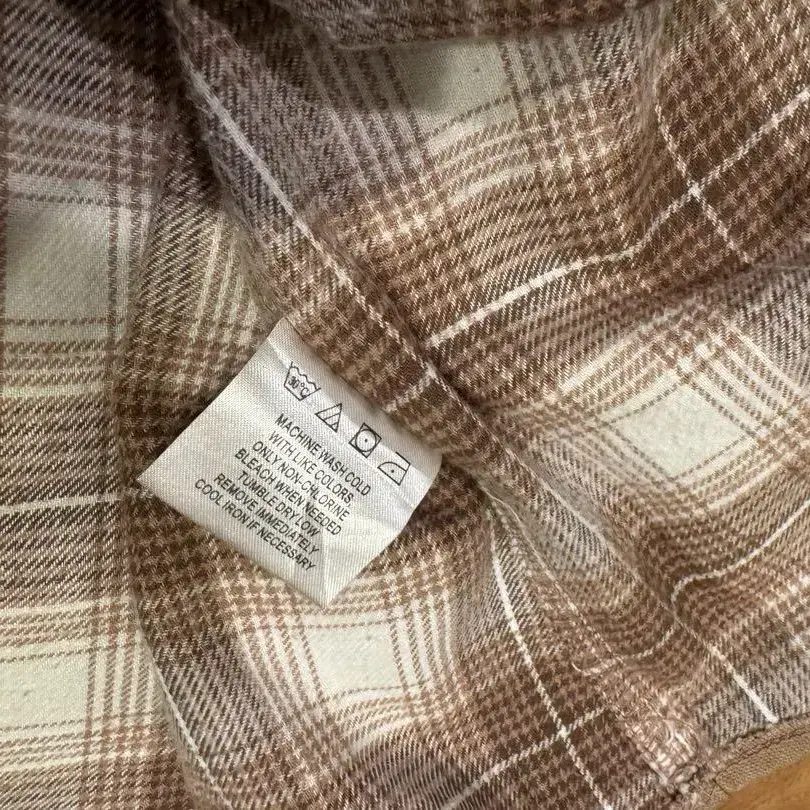 30°C
MACHINE WASH COLD
WITH LIKE COLORS
ONLY NON-CHLORINE
BLEACH WHEN NEEDED
TUMBLE DRY LOW
REMOVE IMMEDIATELY
COOL IRON IF NECESSARY